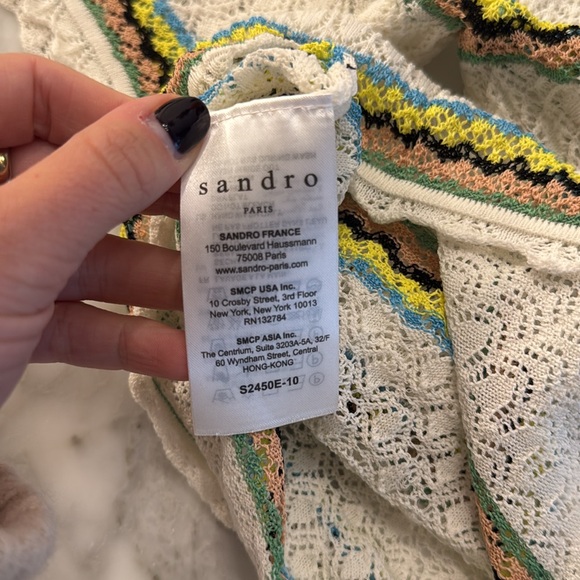 sandro
PARIS
SANDRO FRANCE
150 Boulevard Haussmann
75008 Paris
www.sandro-paris.com
SMCP USA Inc.
10 Crosby Street, 3rd Floor
New York, New York 10013
RN132784
SMCP ASIA Inc.
The Centrium, Suite 3203A-5A, 32/F
60 Wyndham Street, Central
HONG-KONG
S2450E-10